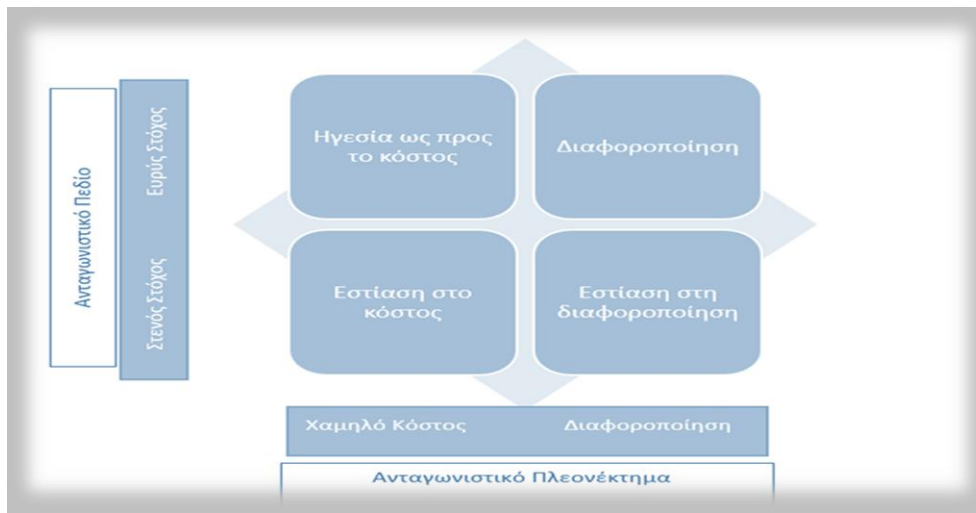 Ανταγωνιστικό Πεδίο
Ευρύς Στόχος
Στενός Στόχος
Ηγεσία ως προς
το κόστος
Διαφοροποίηση
Εστίαση στο
κόστος
Εστίαση στη
διαφοροποίηση
Χαμηλό Κόστος Διαφοροποίηση
Ανταγωνιστικό Πλεονέκτημα